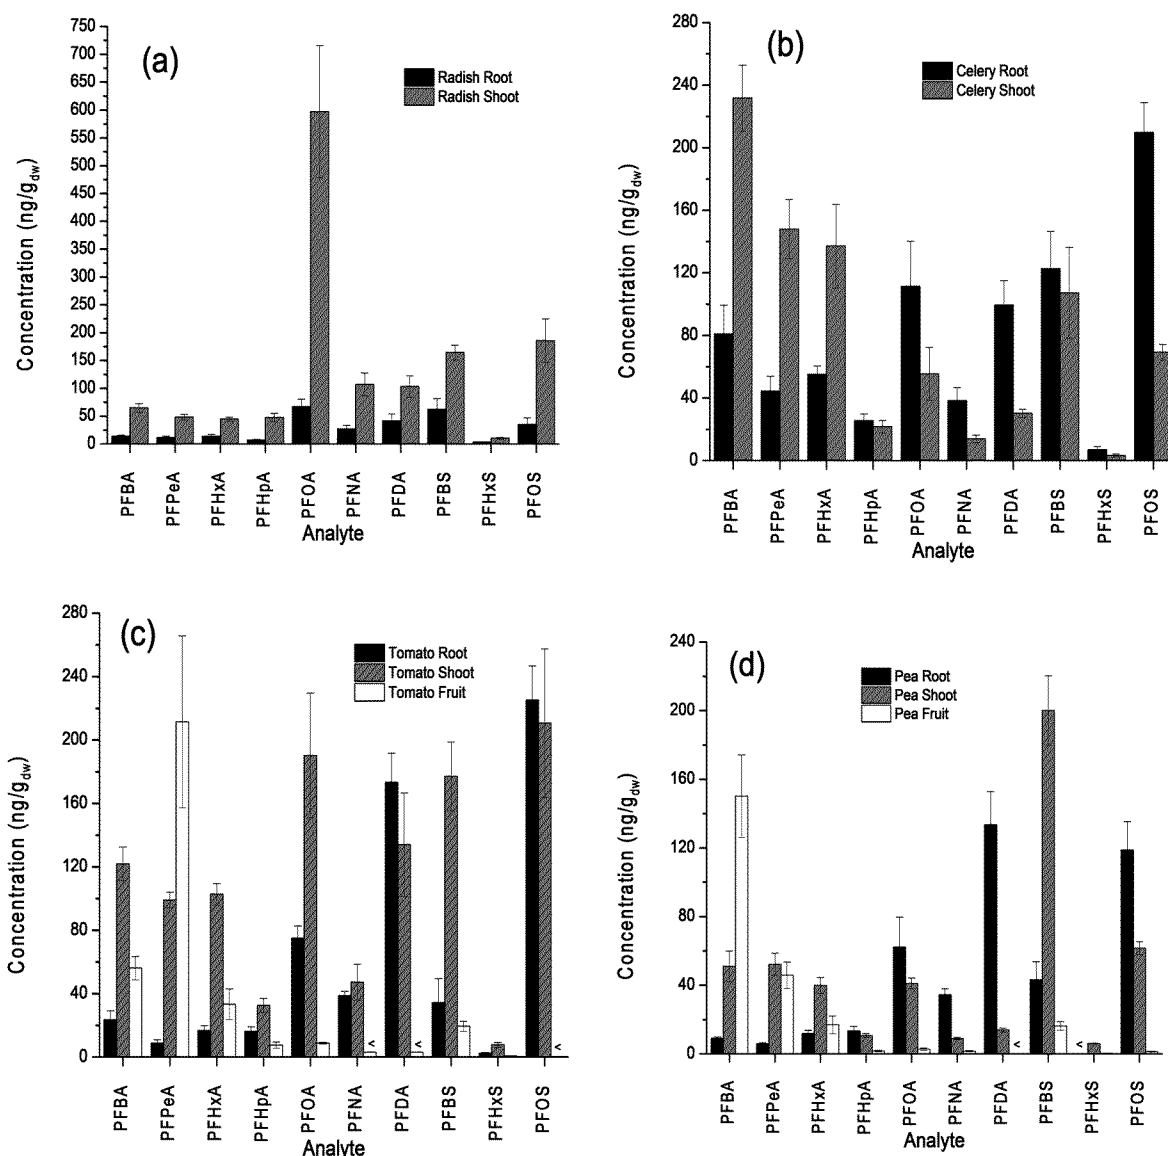 (a)
Radish Root
Radish Shoot
Concentration (ng/g_dw)
750
700
650
600
550
500
450
400
350
300
250
200
150
100
50
0
PFBA
PFPeA
PFHxA
PFHpA
PFOA
PFNA
PFDA
PFBS
PFHxS
PFOS
Analyte
(b)
Celery Root
Celery Shoot
Concentration (ng/g_dw)
280
240
200
160
120
80
40
0
PFBA
PFPeA
PFHxA
PFHpA
PFOA
PFNA
PFDA
PFBS
PFHxS
PFOS
Analyte
(c)
Tomato Root
Tomato Shoot
Tomato Fruit
Concentration (ng/g_dw)
280
240
200
160
120
80
40
0
< < <
PFBA
PFPeA
PFHxA
PFHpA
PFOA
PFNA
PFDA
PFBS
PFHxS
PFOS
Analyte
(d)
Pea Root
Pea Shoot
Pea Fruit
Concentration (ng/g_dw)
240
200
160
120
80
40
0
< <
PFBA
PFPeA
PFHxA
PFHpA
PFOA
PFNA
PFDA
PFBS
PFHxS
PFOS
Analyte